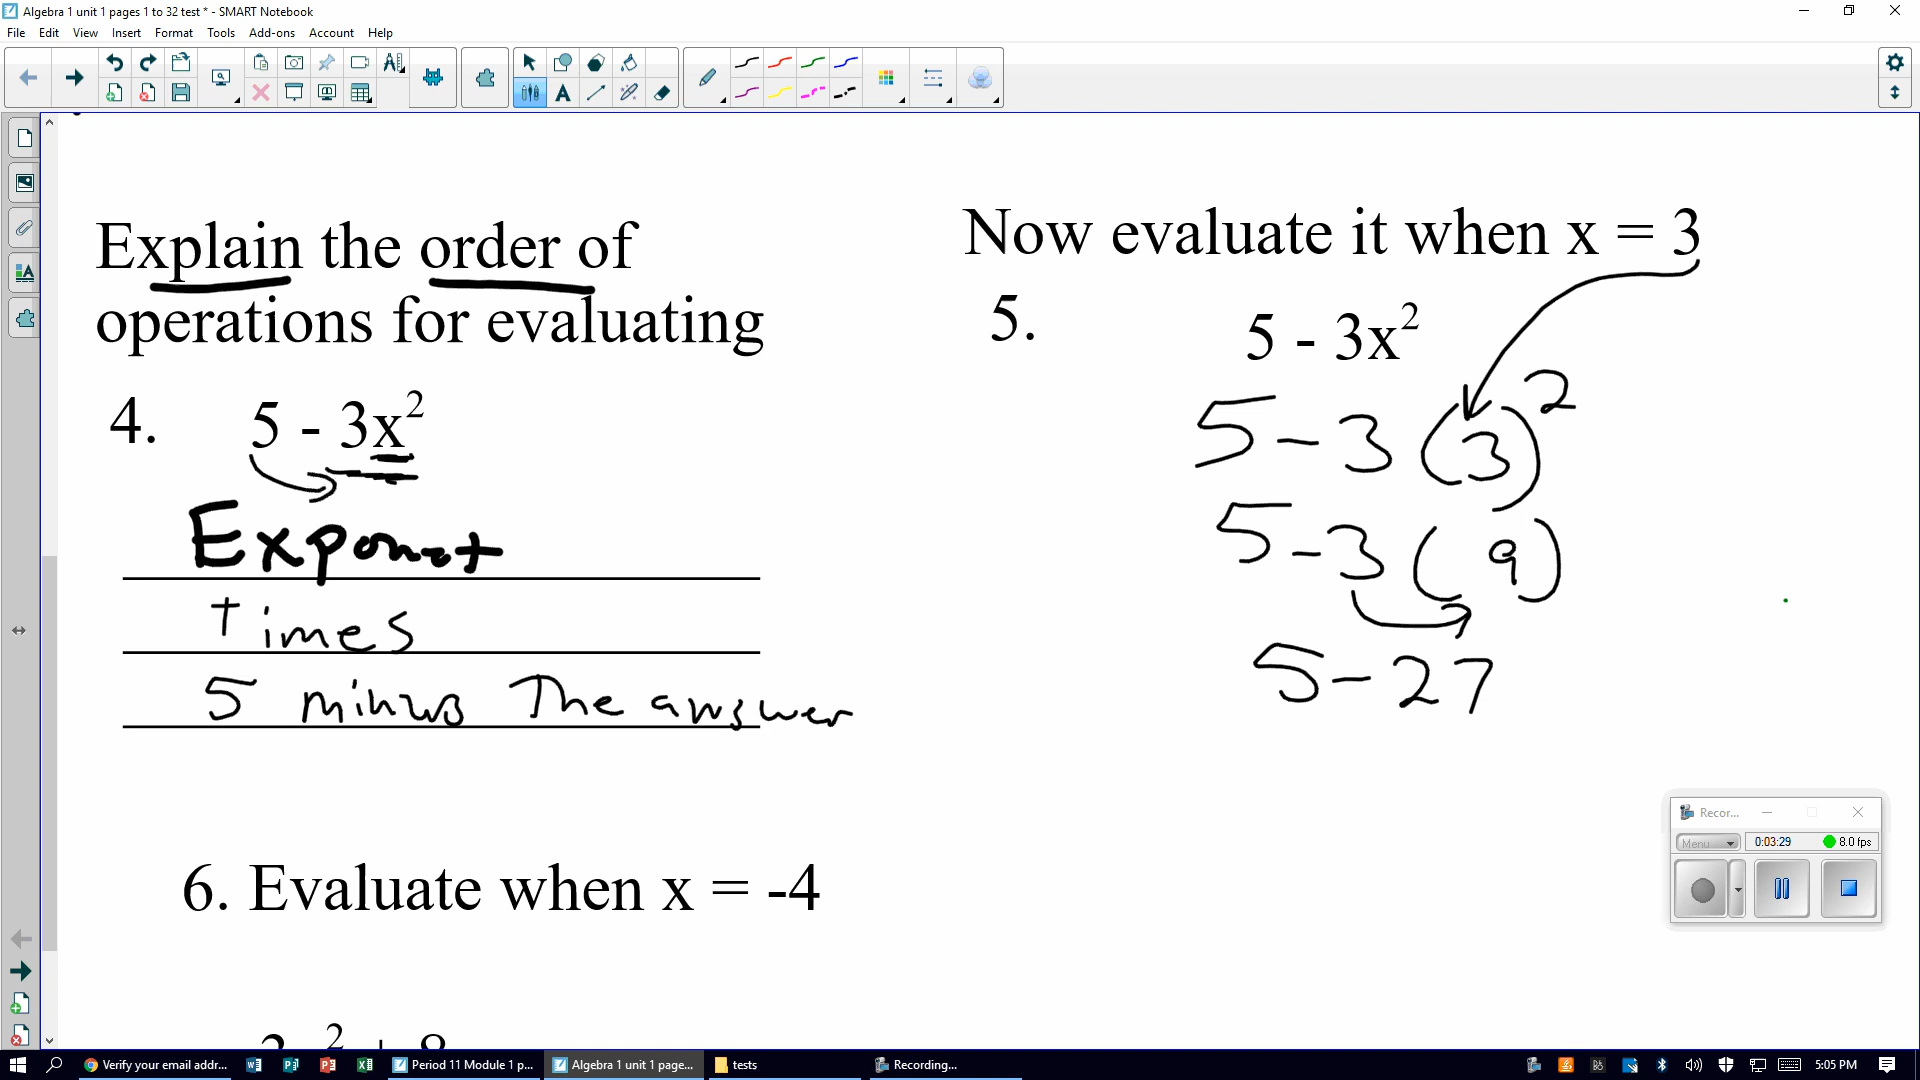 Algebra 1 unit 1 pages 1 to 32 test * - SMART Notebook
File Edit View Insert Format Tools Add-ons Account Help
Explain the order of
operations for evaluating
4. 5 - 3x²
Exponet
times
5 minus The answer
Now evaluate it when x = 3
5. 5 - 3x²
5 - 3 (3)²
5 - 3 (9)
5 - 27
6. Evaluate when x = -4
Recor...
Menu 0:03:29 8.0 fps
Verify your email addr... Period 11 Module 1 p... Algebra 1 unit 1 page... tests Recording... 5:05 PM